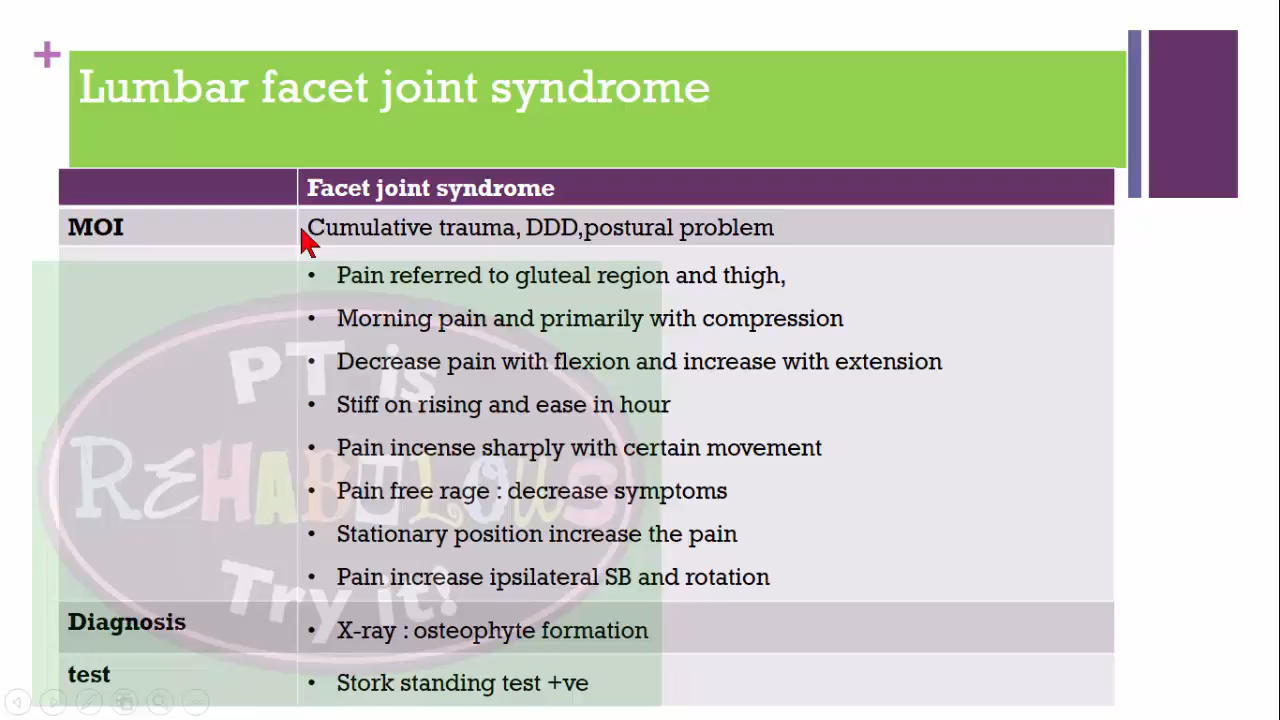 +
Lumbar facet joint syndrome
Facet joint syndrome
MOI
Cumulative trauma, DDD,postural problem
• Pain referred to gluteal region and thigh,
• Morning pain and primarily with compression
• Decrease pain with flexion and increase with extension
• Stiff on rising and ease in hour
• Pain incense sharply with certain movement
• Pain free rage : decrease symptoms
• Stationary position increase the pain
• Pain increase ipsilateral SB and rotation
Diagnosis
• X-ray : osteophyte formation
test
• Stork standing test +ve
PT is
REHABULOUS
Try it!